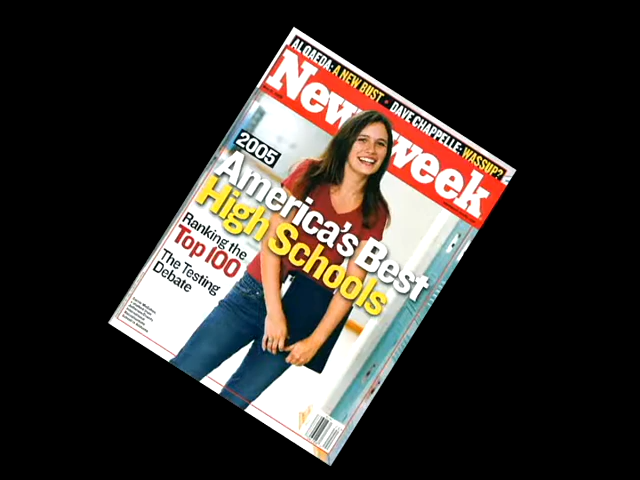 AL QAEDA: A NEW BUST • DAVE CHAPPELLE: WASSUP?
Newsweek
2005
America's Best
High Schools
Ranking the
Top 100
The Testing
Debate